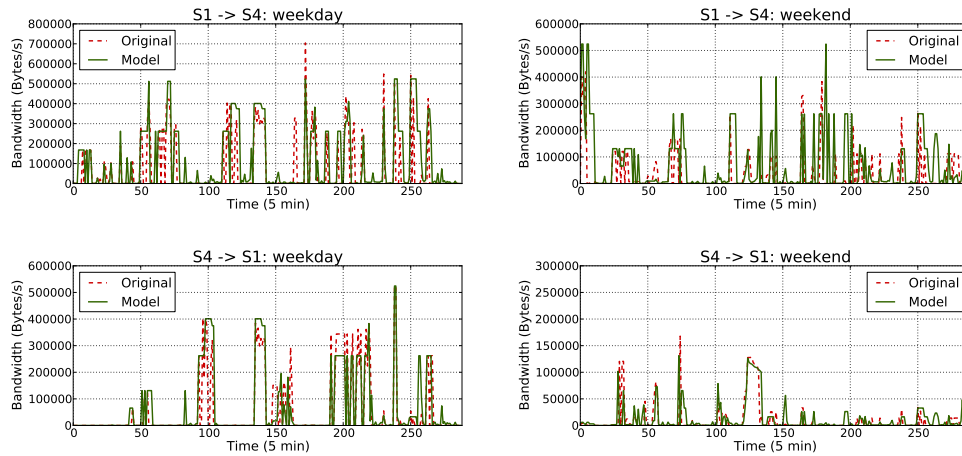 S1 -> S4: weekday
Bandwidth (Bytes/s)
800000
700000
600000
500000
400000
300000
200000
100000
0
Original
Model
0 50 100 150 200 250
Time (5 min)
S1 -> S4: weekend
Bandwidth (Bytes/s)
600000
500000
400000
300000
200000
100000
0
Original
Model
0 50 100 150 200 250
Time (5 min)
S4 -> S1: weekday
Bandwidth (Bytes/s)
600000
500000
400000
300000
200000
100000
0
Original
Model
0 50 100 150 200 250
Time (5 min)
S4 -> S1: weekend
Bandwidth (Bytes/s)
300000
250000
200000
150000
100000
50000
0
Original
Model
0 50 100 150 200 250
Time (5 min)